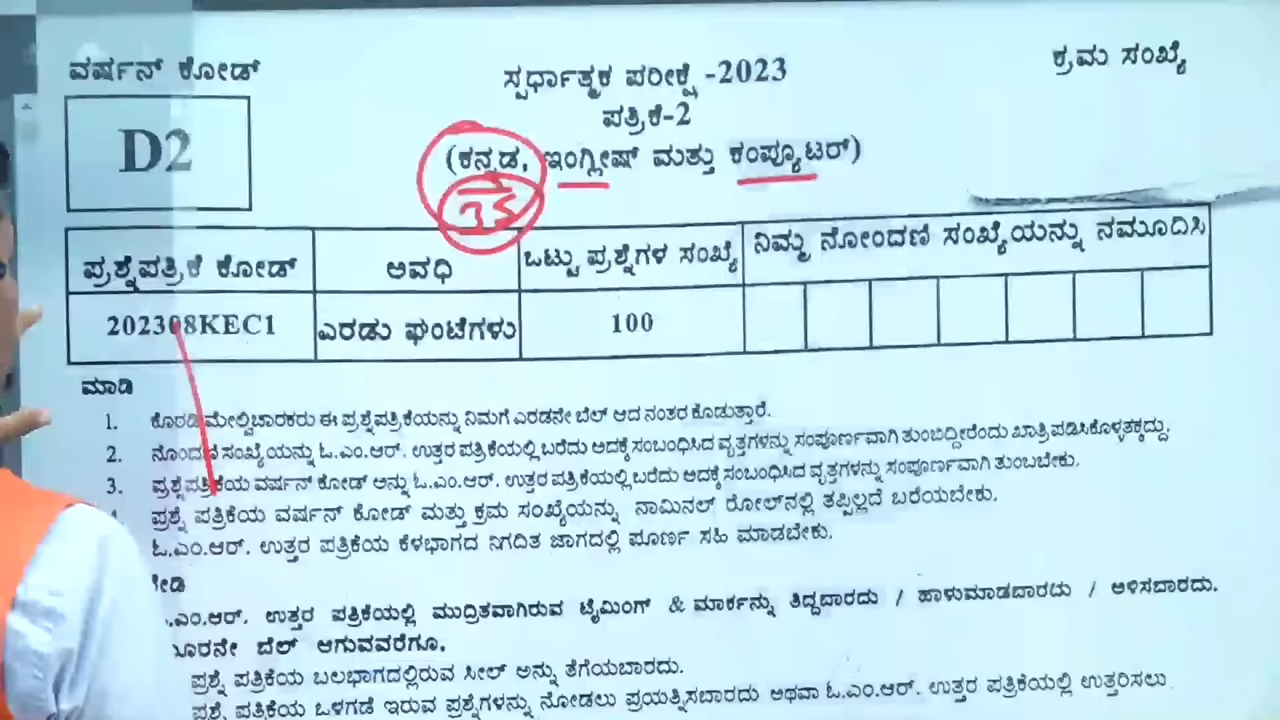 ವರ್ಷನ್ ಕೋಡ್
D2
ಸ್ಪರ್ಧಾತ್ಮಕ ಪರೀಕ್ಷೆ -2023
ಪತ್ರಿಕೆ-2
(ಕನ್ನಡ, ಇಂಗ್ಲೀಷ್ ಮತ್ತು ಕಂಪ್ಯೂಟರ್)
35
ಕ್ರಮ ಸಂಖ್ಯೆ
ಪ್ರಶ್ನೆಪತ್ರಿಕೆ ಕೋಡ್ ಅವಧಿ ಒಟ್ಟು ಪ್ರಶ್ನೆಗಳ ಸಂಖ್ಯೆ ನಿಮ್ಮ ನೋಂದಣಿ ಸಂಖ್ಯೆಯನ್ನು ನಮೂದಿಸಿ
202308KEC1 ಎರಡು ಘಂಟೆಗಳು 100
ಮಾಡಿ
1. ಕೊಠಡಿ ಮೇಲ್ವಿಚಾರಕರು ಈ ಪ್ರಶ್ನೆಪತ್ರಿಕೆಯನ್ನು ನಿಮಗೆ ಎರಡನೇ ಬೆಲ್ ಆದ ನಂತರ ಕೊಡುತ್ತಾರೆ.
2. ನೊಂದಣಿ ಸಂಖ್ಯೆಯನ್ನು ಓ.ಎಂ.ಆರ್. ಉತ್ತರ ಪತ್ರಿಕೆಯಲ್ಲಿ ಬರೆದು ಅದಕ್ಕೆ ಸಂಬಂಧಿಸಿದ ವೃತ್ತಗಳನ್ನು ಸಂಪೂರ್ಣವಾಗಿ ತುಂಬಿದ್ದೀರೆಂದು ಖಾತ್ರಿ ಪಡಿಸಿಕೊಳ್ಳತಕ್ಕದ್ದು.
3. ಪ್ರಶ್ನೆ ಪತ್ರಿಕೆಯ ವರ್ಷನ್ ಕೋಡ್ ಅನ್ನು ಓ.ಎಂ.ಆರ್. ಉತ್ತರ ಪತ್ರಿಕೆಯಲ್ಲಿ ಬರೆದು ಅದಕ್ಕೆ ಸಂಬಂಧಿಸಿದ ವೃತ್ತಗಳನ್ನು ಸಂಪೂರ್ಣವಾಗಿ ತುಂಬಬೇಕು.
ಪ್ರಶ್ನೆ ಪತ್ರಿಕೆಯ ವರ್ಷನ್ ಕೋಡ್ ಮತ್ತು ಕ್ರಮ ಸಂಖ್ಯೆಯನ್ನು ನಾಮಿನಲ್ ರೋಲ್‌ನಲ್ಲಿ ತಪ್ಪಿಲ್ಲದೆ ಬರೆಯಬೇಕು.
ಓ.ಎಂ.ಆರ್. ಉತ್ತರ ಪತ್ರಿಕೆಯ ಕೆಳಭಾಗದ ನಿಗದಿತ ಜಾಗದಲ್ಲಿ ಪೂರ್ಣ ಸಹಿ ಮಾಡಬೇಕು.
.ಎಂ.ಆರ್. ಉತ್ತರ ಪತ್ರಿಕೆಯಲ್ಲಿ ಮುದ್ರಿತವಾಗಿರುವ ಟೈಮಿಂಗ್ & ಮಾರ್ಕನ್ನು ತಿದ್ದಬಾರದು / ಹಾಳುಮಾಡಬಾರದು / ಅಳಿಸಬಾರದು.
ಬೆಲ್ ಆಗುವವರೆಗೂ,
ಪ್ರಶ್ನೆ ಪತ್ರಿಕೆಯ ಬಲಭಾಗದಲ್ಲಿರುವ ಸೀಲ್ ಅನ್ನು ತೆಗೆಯಬಾರದು.
ಪ್ರಶ್ನೆ ಪತ್ರಿಕೆಯ ಒಳಗಡೆ ಇರುವ ಪ್ರಶ್ನೆಗಳನ್ನು ನೋಡಲು ಪ್ರಯತ್ನಿಸಬಾರದು ಅಥವಾ ಓ.ಎಂ.ಆರ್. ಉತ್ತರ ಪತ್ರಿಕೆಯಲ್ಲಿ ಉತ್ತರಿಸಲು